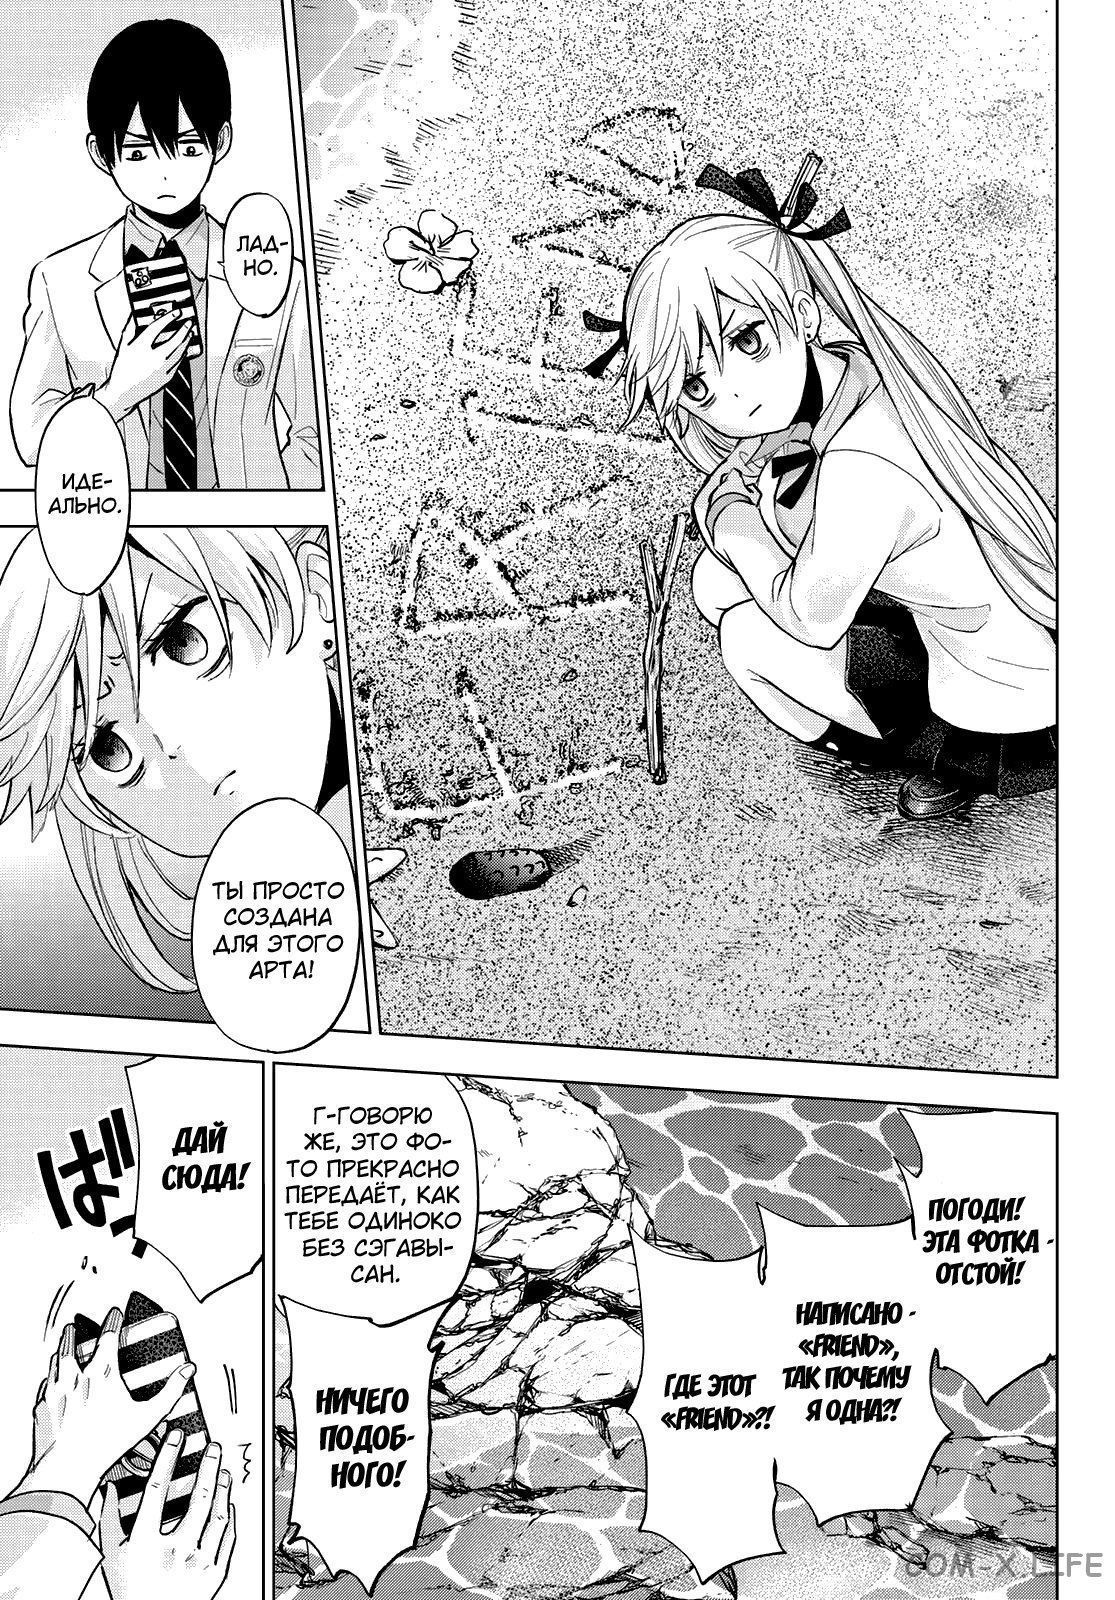 ЛАД-
НО.
ИДЕ-
АЛЬНО.
ТЫ ПРОСТО
СОЗДАНА
ДЛЯ ЭТОГО
АРТА!
ПОГОДИ!
ЭТА ФОТКА -
ОТСТОЙ!
НАПИСАНО -
«FRIEND»,
ТАК ПОЧЕМУ
Я ОДНА?!
ГДЕ ЭТОТ
«FRIEND»?!
Г-ГОВОРЮ
ЖЕ, ЭТО ФО-
ТО ПРЕКРАСНО
ПЕРЕДАЁТ, КАК
ТЕБЕ ОДИНОКО
БЕЗ СЭГАВЫ-
САН.
НИЧЕГО
ПОДОБ-
НОГО!
ДАЙ
СЮДА!
ばっ
COM-X.LIFE